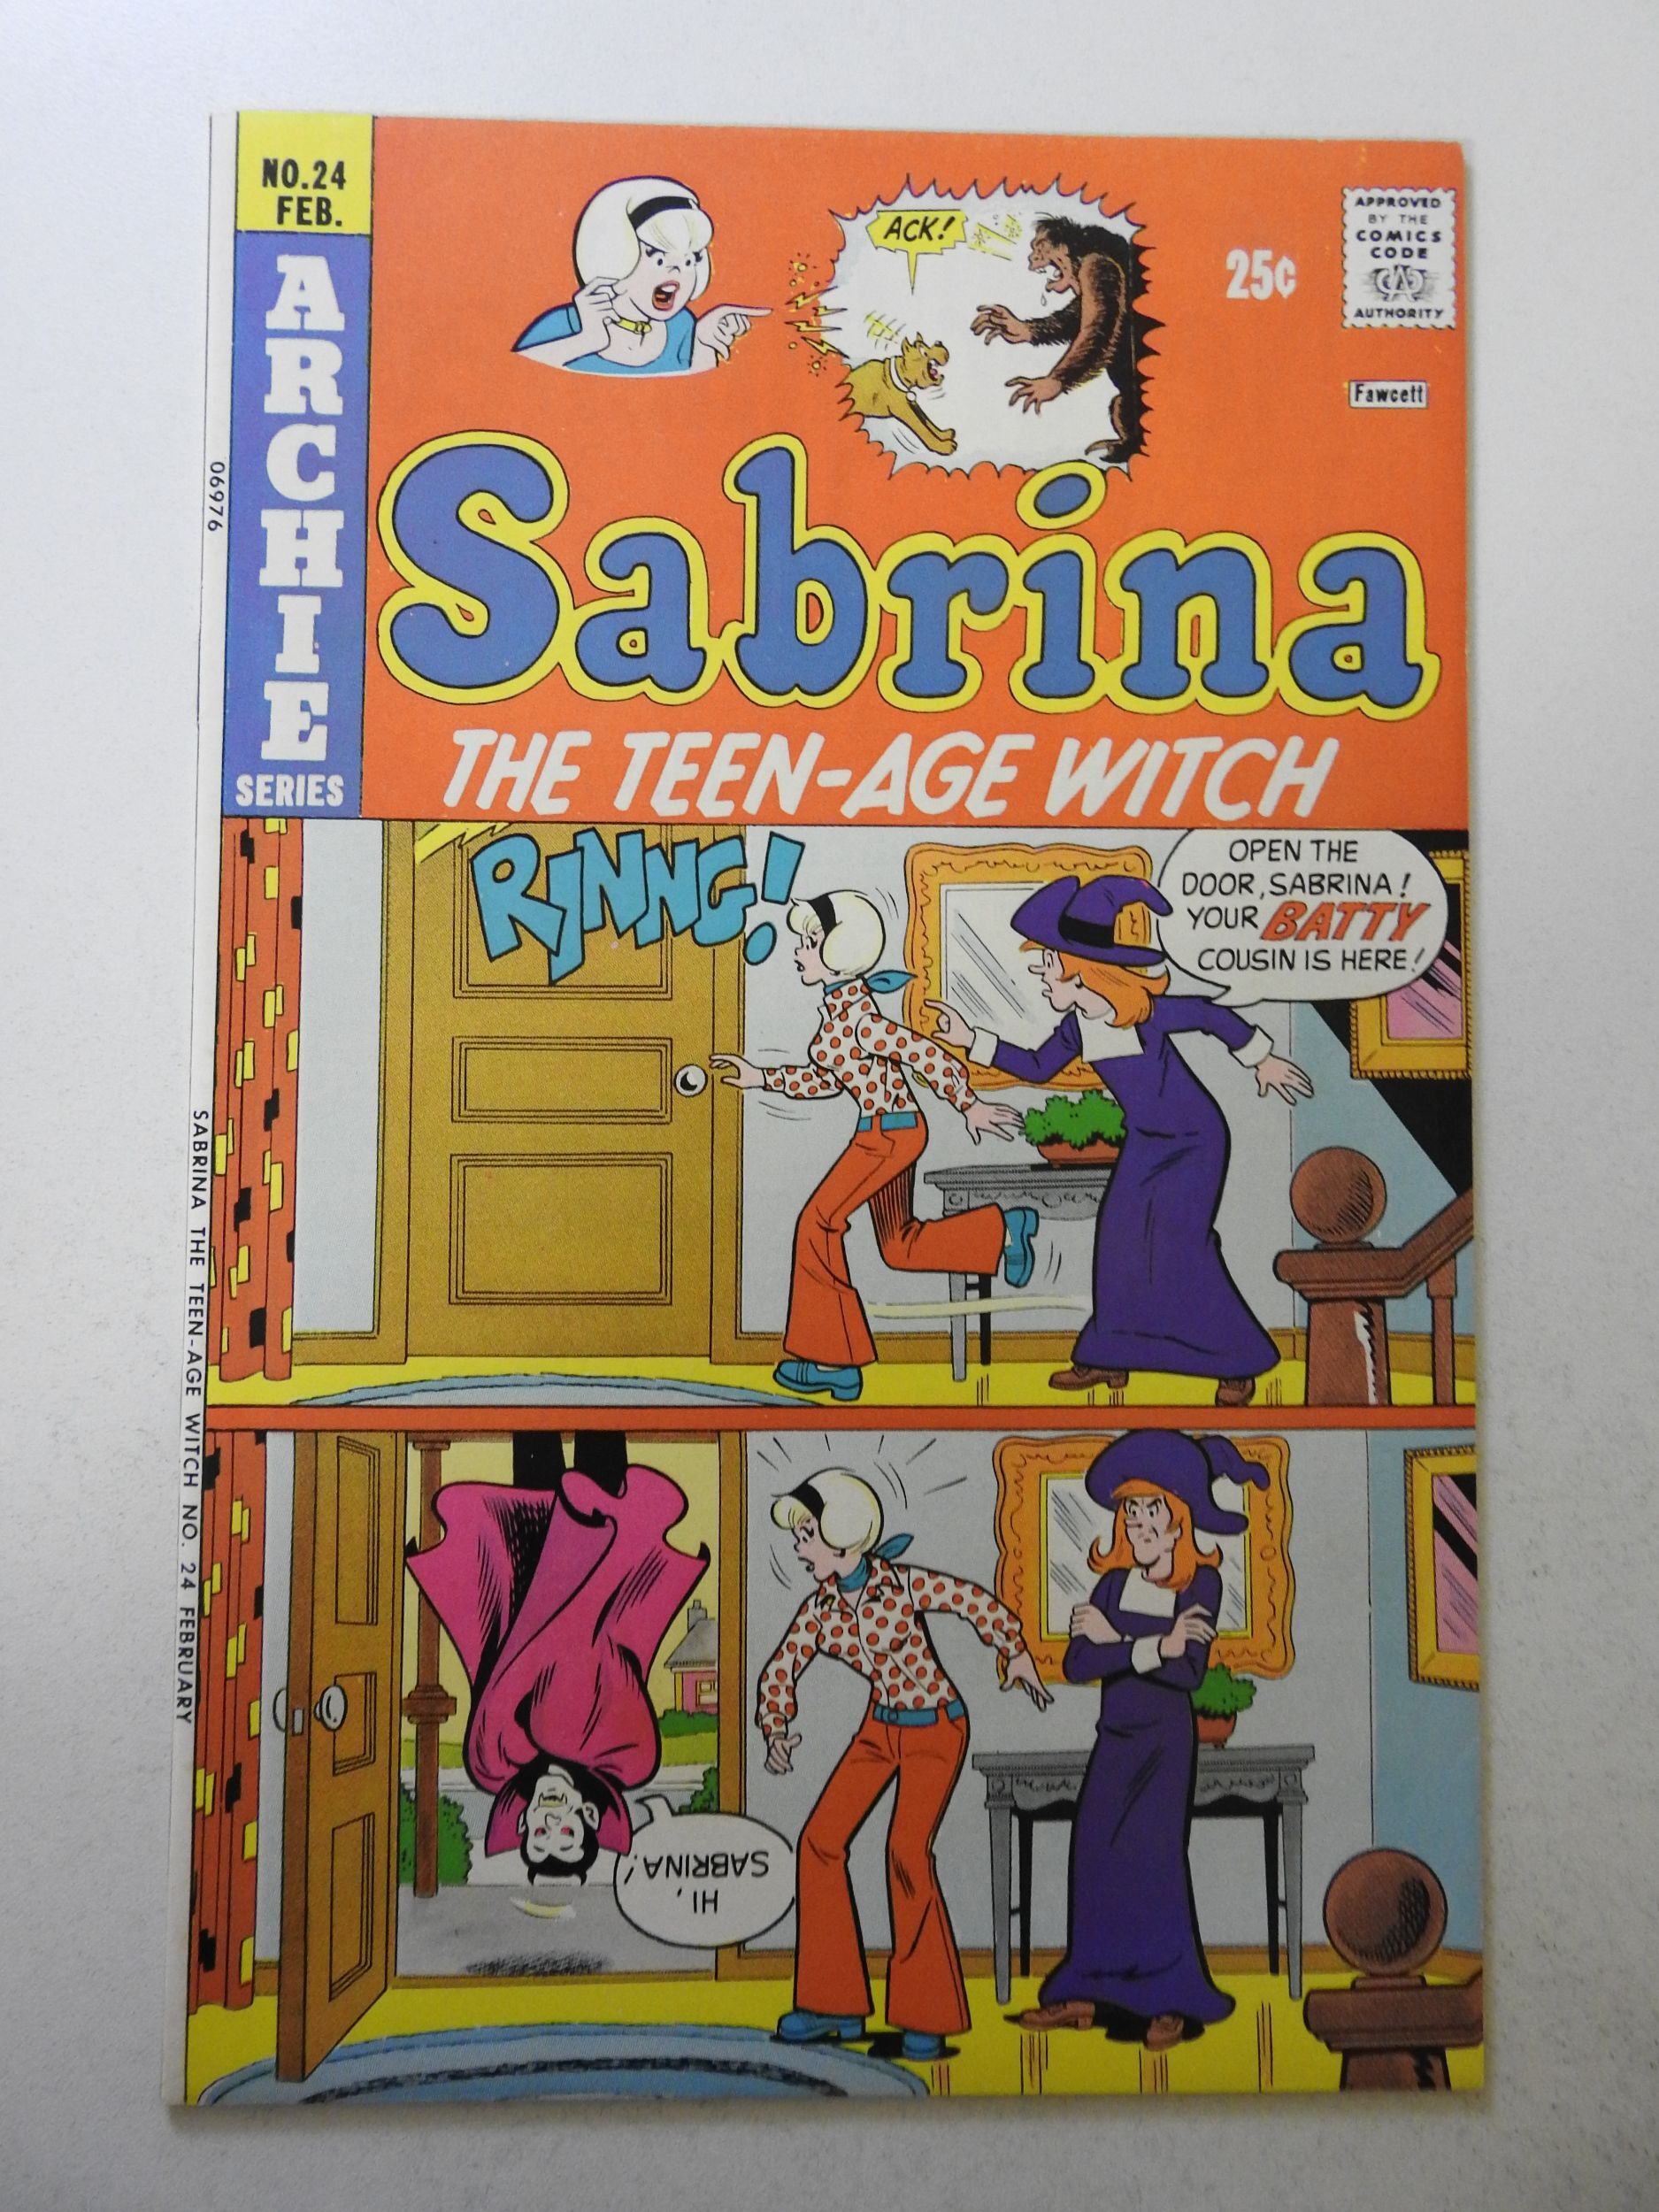 NO.24
FEB.
ARCHIE
SERIES
ACK!
25¢
APPROVED
BY THE
COMICS
CODE
CA
AUTHORITY
Fawcett
Sabrina
THE TEEN-AGE WITCH
06976
SABRINA THE TEEN-AGE WITCH NO. 24 FEBRUARY
RINNG!
OPEN THE
DOOR, SABRINA!
YOUR BATTY
COUSIN IS HERE!
HI,
SABRINA!